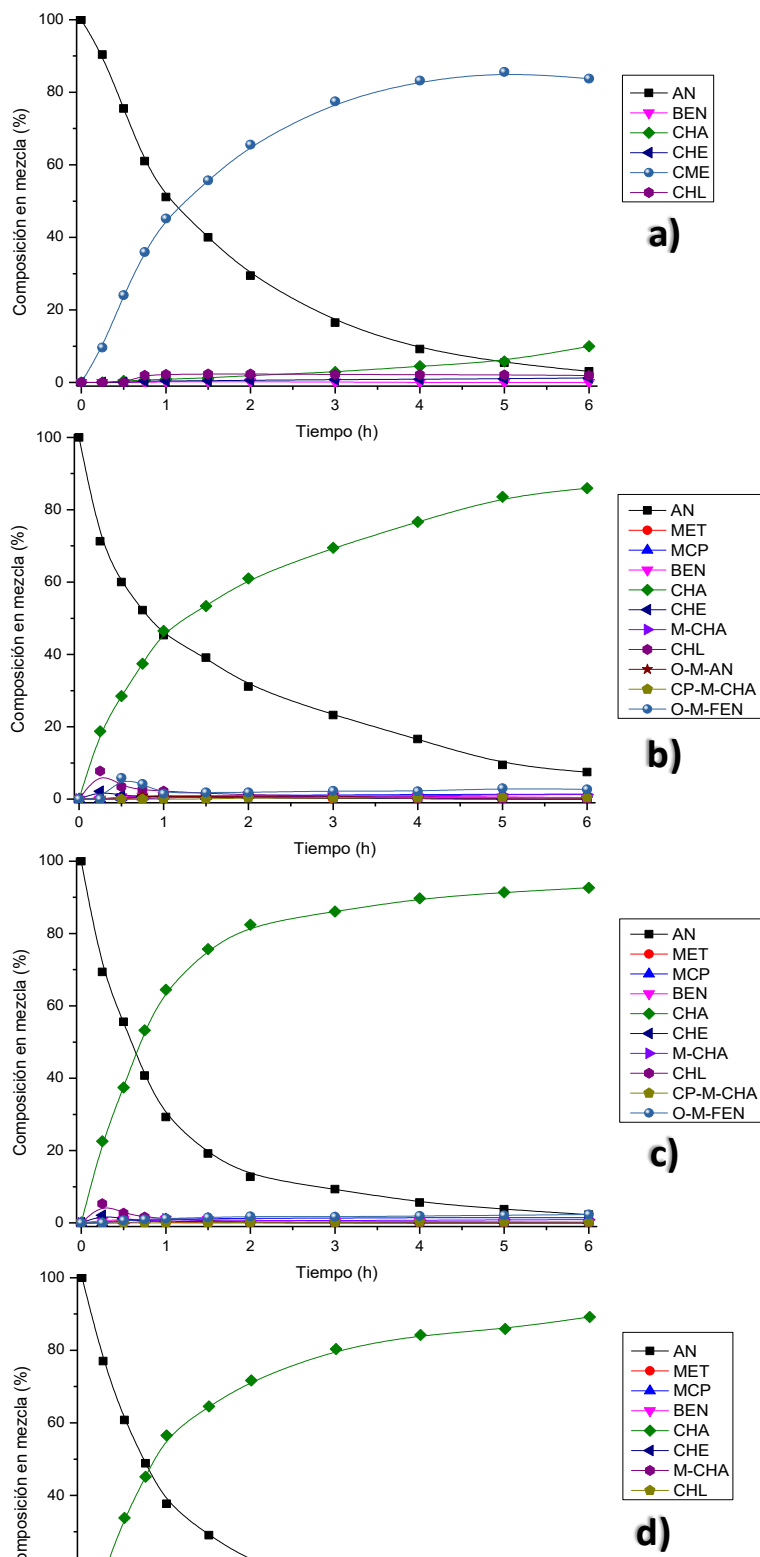 100
80
60
40
20
0
Composición en mezcla (%)
0 1 2 3 4 5 6
Tiempo (h)
AN
BEN
CHA
CHE
CME
CHL
a)
100
80
60
40
20
0
Composición en mezcla (%)
0 1 2 3 4 5 6
Tiempo (h)
AN
MET
MCP
BEN
CHA
CHE
M-CHA
CHL
O-M-AN
CP-M-CHA
O-M-FEN
b)
100
80
60
40
20
0
Composición en mezcla (%)
0 1 2 3 4 5 6
Tiempo (h)
AN
MET
MCP
BEN
CHA
CHE
M-CHA
CHL
CP-M-CHA
O-M-FEN
c)
100
80
60
40
omposición en mezcla (%)
AN
MET
MCP
BEN
CHA
CHE
M-CHA
CHL
d)